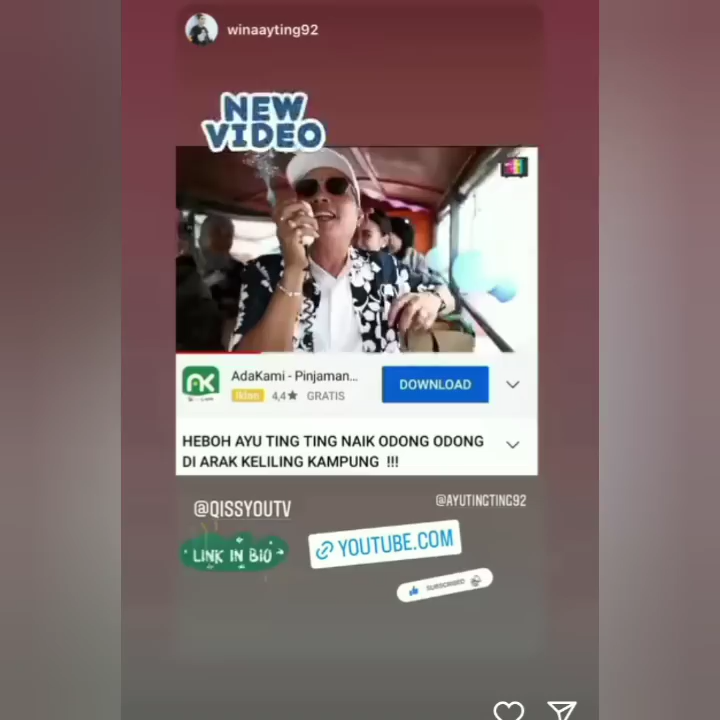 winaayting92
NEW
VIDEO
AdaKami - Pinjaman...
DOWNLOAD
Iklan 4,4★ GRATIS
HEBOH AYU TING TING NAIK ODONG ODONG
DI ARAK KELILING KAMPUNG !!!
@QISSYOUTV
@AYUTINGTING92
LINK IN BIO
YOUTUBE.COM
SUBSCRIBED